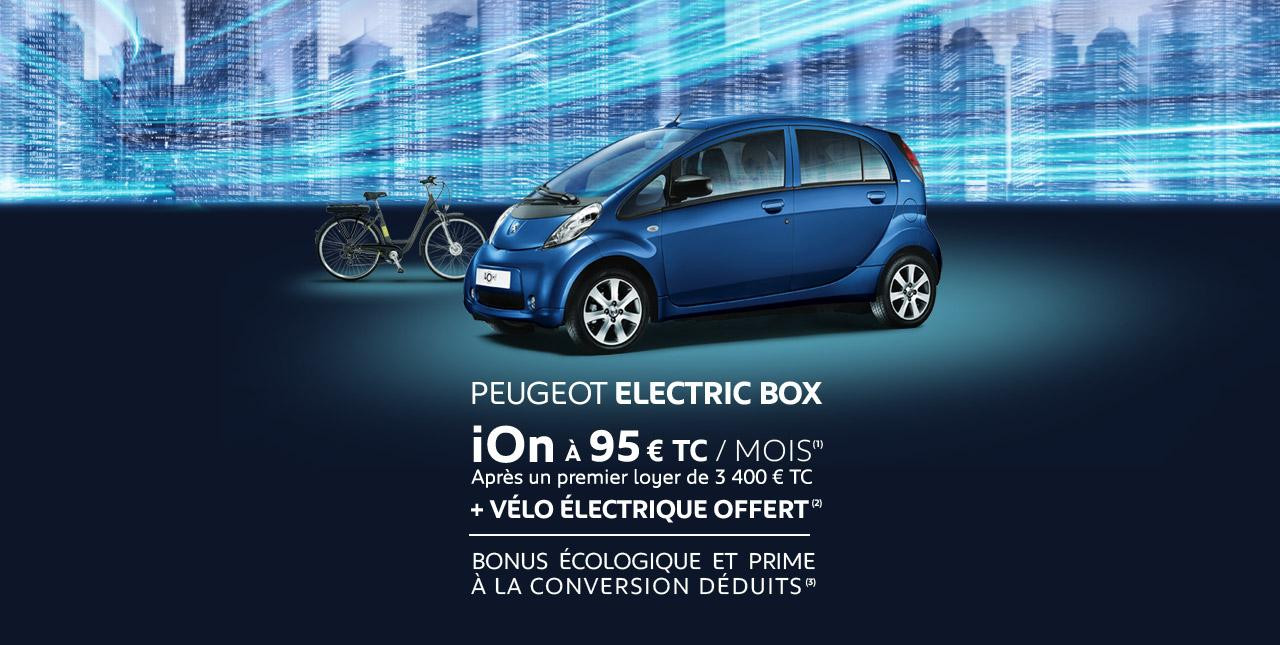 PEUGEOT ELECTRIC BOX
iOn À 95 € TC / MOIS(1)
Après un premier loyer de 3 400 € TC
+ VÉLO ÉLECTRIQUE OFFERT(2)
BONUS ÉCOLOGIQUE ET PRIME
À LA CONVERSION DÉDUITS(3)